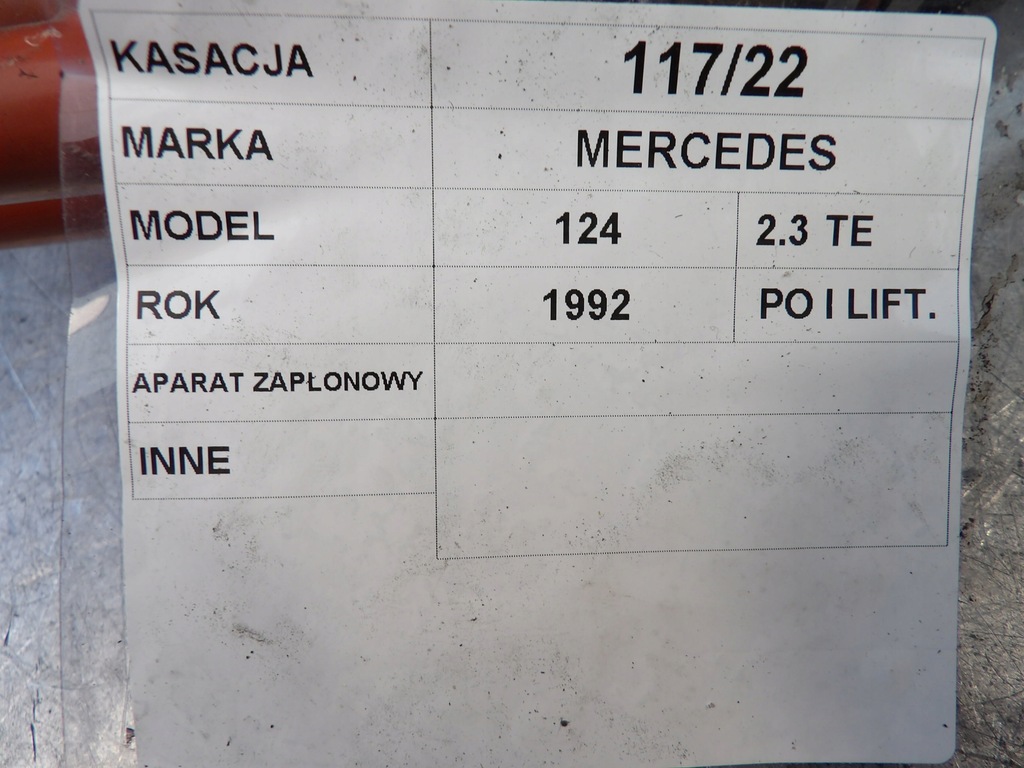 KASACJA 117/22
MARKA MERCEDES
MODEL 124 2.3 TE
ROK 1992 PO I LIFT.
APARAT ZAPŁONOWY
INNE